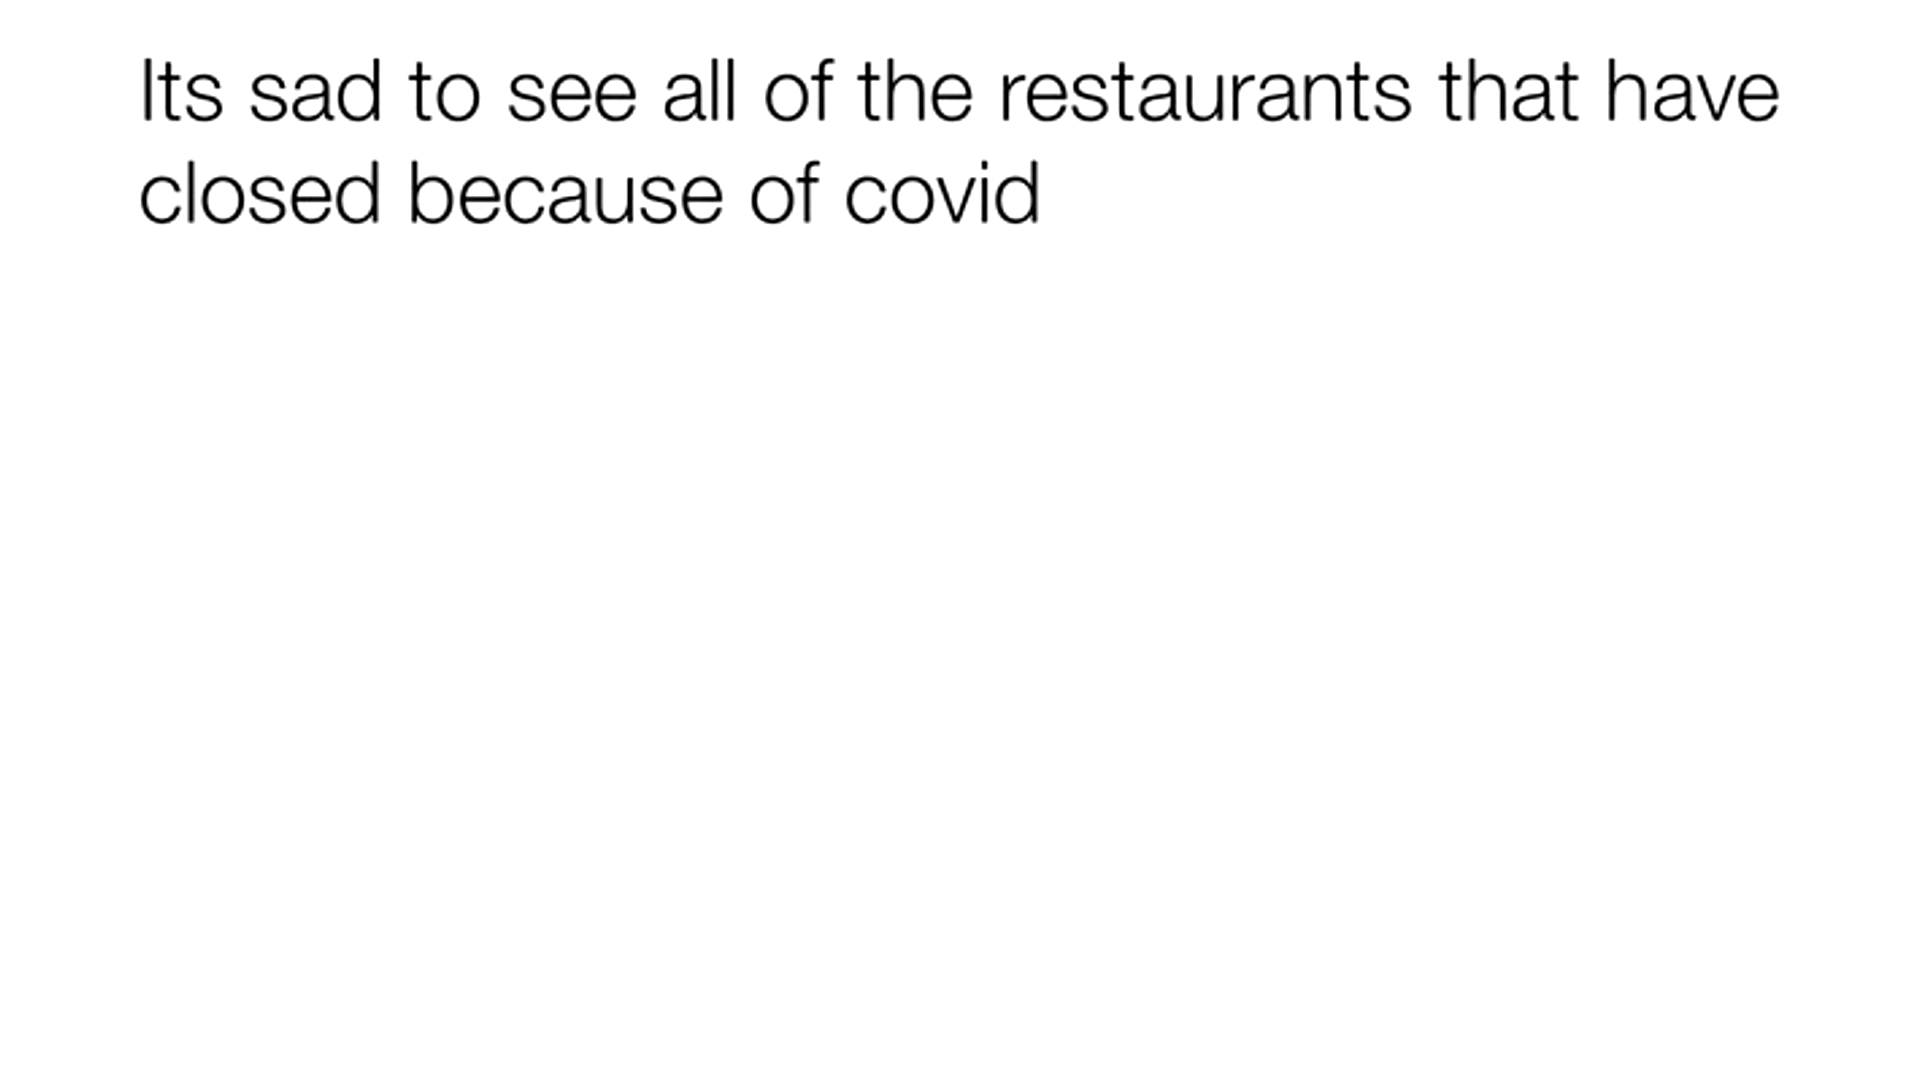 Its sad to see all of the restaurants that have
closed because of covid